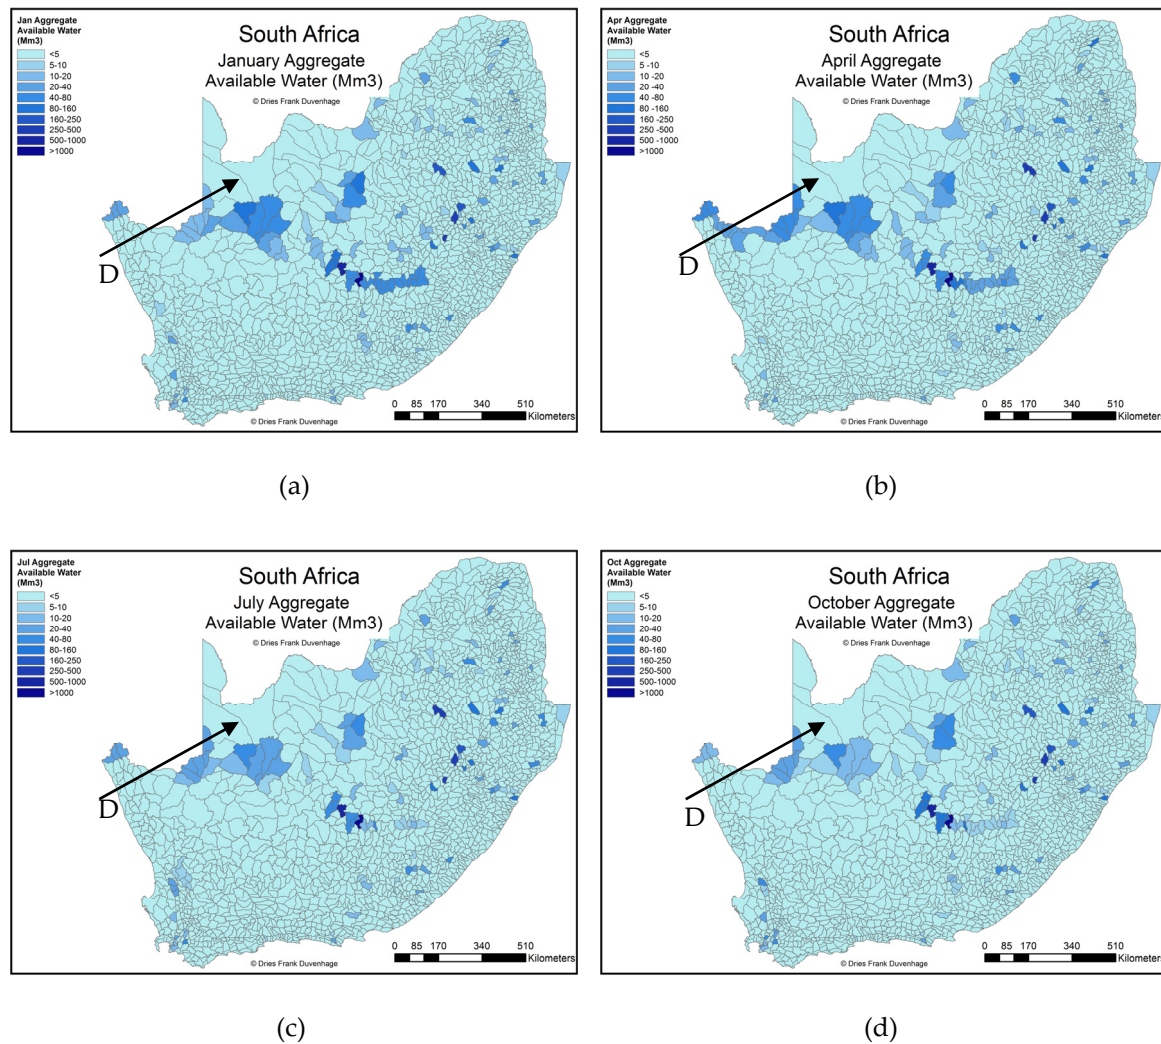 Jan Aggregate
Available Water
(Mm3)
<5
5-10
10-20
20-40
40-80
80-160
160-250
250-500
500-1000
>1000
South Africa
January Aggregate
Available Water (Mm3)
© Dries Frank Duvenhage
D
0 85 170 340 510
Kilometers
© Dries Frank Duvenhage
(a)
Apr Aggregate
Available Water
(Mm3)
<5
5 -10
10-20
20-40
40-80
80-160
160 -250
250 -500
500 -1000
>1000
South Africa
April Aggregate
Available Water (Mm3)
© Dries Frank Duvenhage
D
0 85 170 340 510
Kilometers
© Dries Frank Duvenhage
(b)
Jul Aggregate
Available Water
(Mm3)
<5
5-10
10-20
20-40
40-80
80-160
160-250
250-500
500-1000
>1000
South Africa
July Aggregate
Available Water (Mm3)
© Dries Frank Duvenhage
D
0 85 170 340 510
Kilometers
© Dries Frank Duvenhage
(c)
Oct Aggregate
Available Water
(Mm3)
<5
5-10
10-20
20-40
40-80
80-160
160-250
250-500
500-1000
>1000
South Africa
October Aggregate
Available Water (Mm3)
© Dries Frank Duvenhage
D
0 85 170 340 510
Kilometers
© Dries Frank Duvenhage
(d)